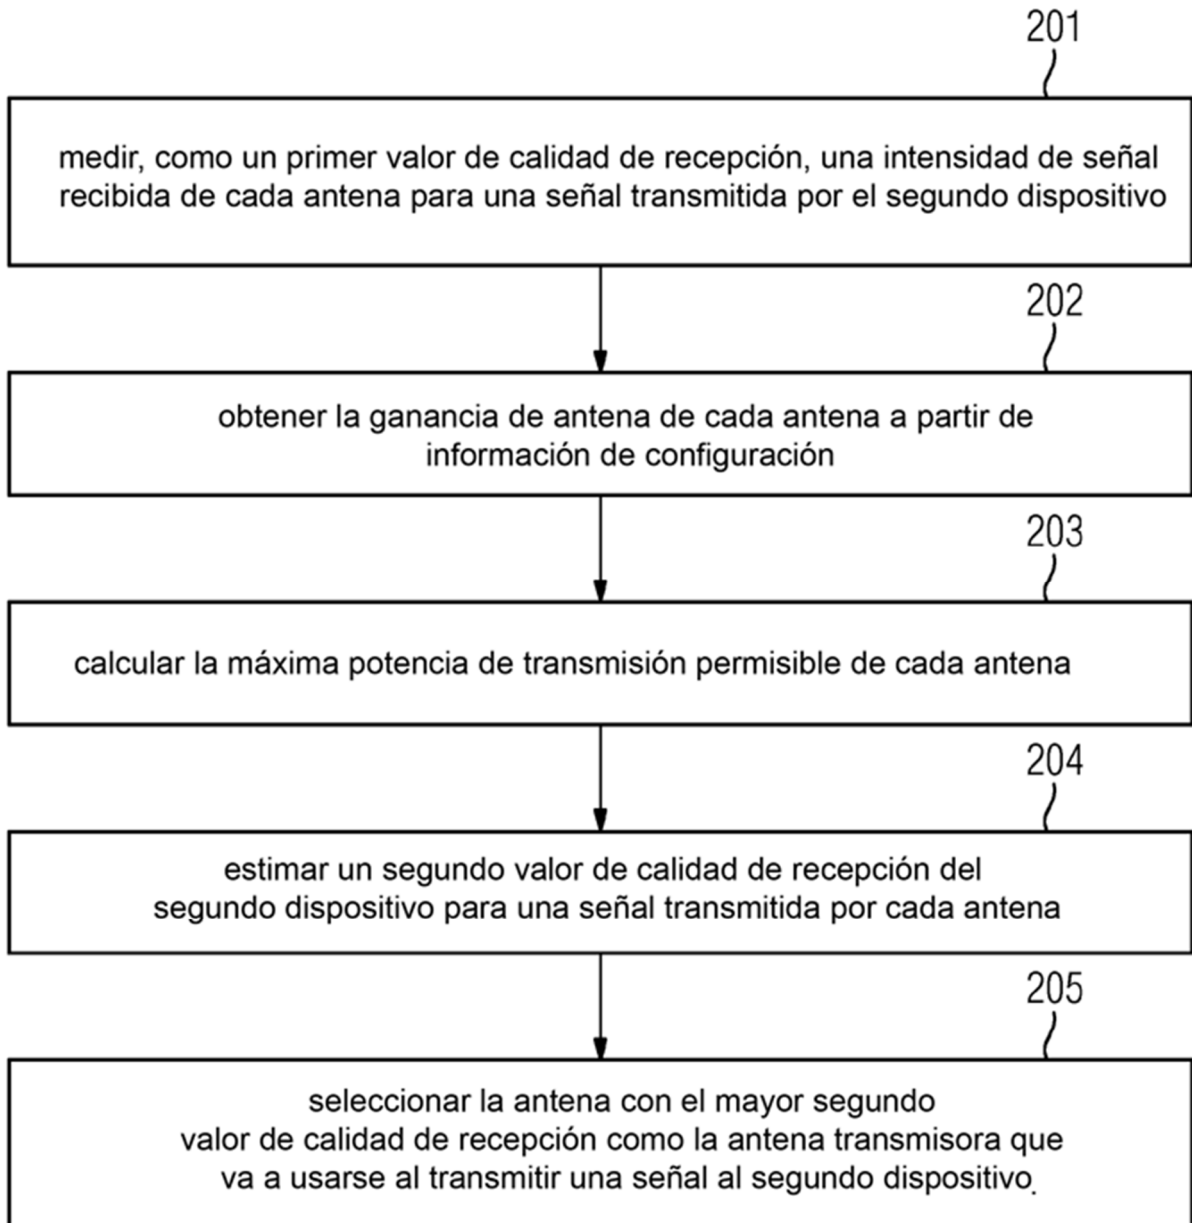 201
medir, como un primer valor de calidad de recepción, una intensidad de señal
recibida de cada antena para una señal transmitida por el segundo dispositivo
202
obtener la ganancia de antena de cada antena a partir de
información de configuración
203
calcular la máxima potencia de transmisión permisible de cada antena
204
estimar un segundo valor de calidad de recepción del
segundo dispositivo para una señal transmitida por cada antena
205
seleccionar la antena con el mayor segundo
valor de calidad de recepción como la antena transmisora que
va a usarse al transmitir una señal al segundo dispositivo.